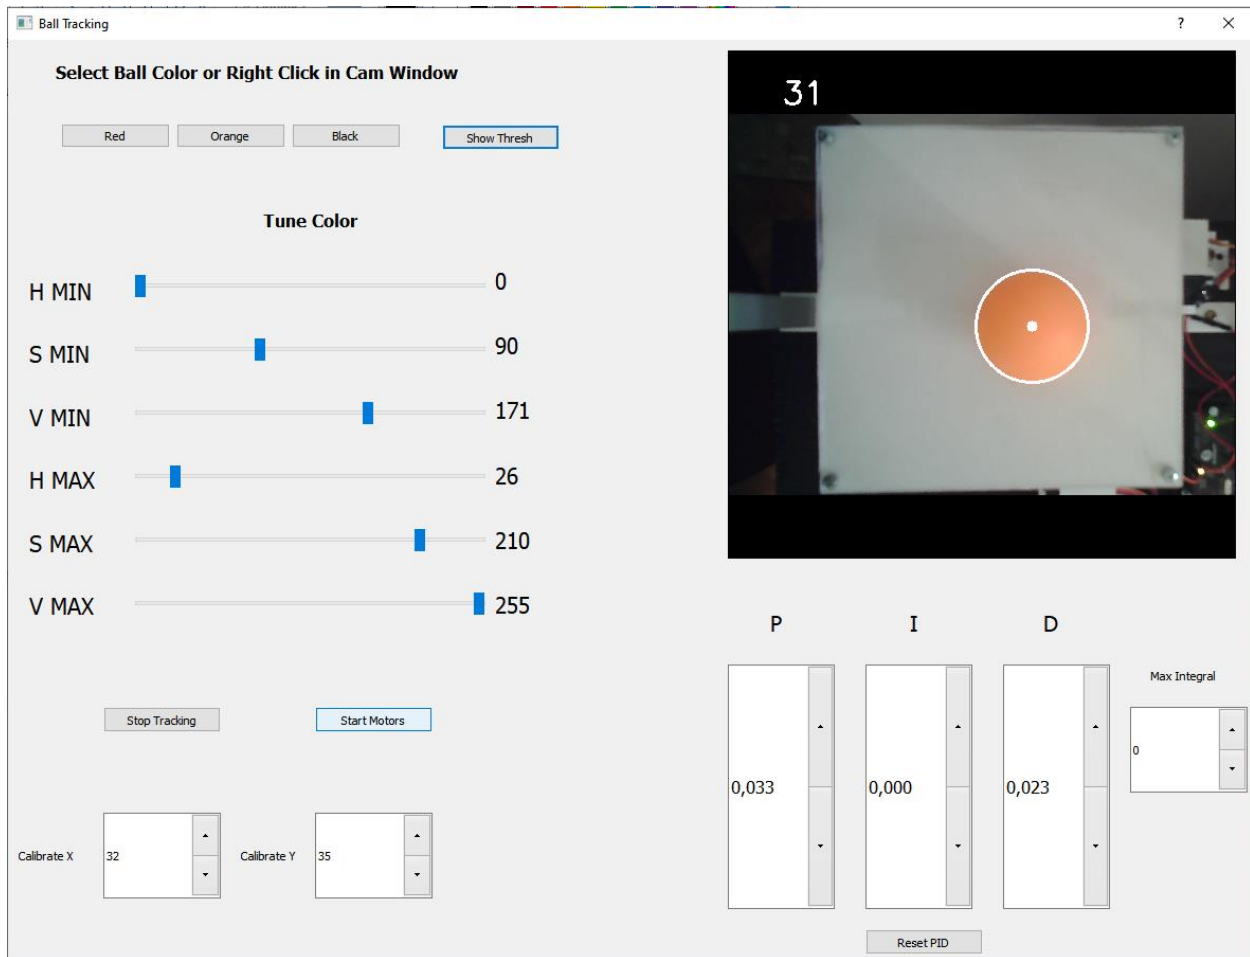 Ball Tracking
?
Select Ball Color or Right Click in Cam Window
Red Orange Black Show Thresh
31
Tune Color
H MIN 0
S MIN 90
V MIN 171
H MAX 26
S MAX 210
V MAX 255
P I D
Max Integral
Stop Tracking Start Motors
0
0,033 0,000 0,023
Calibrate X 32 Calibrate Y 35
Reset PID